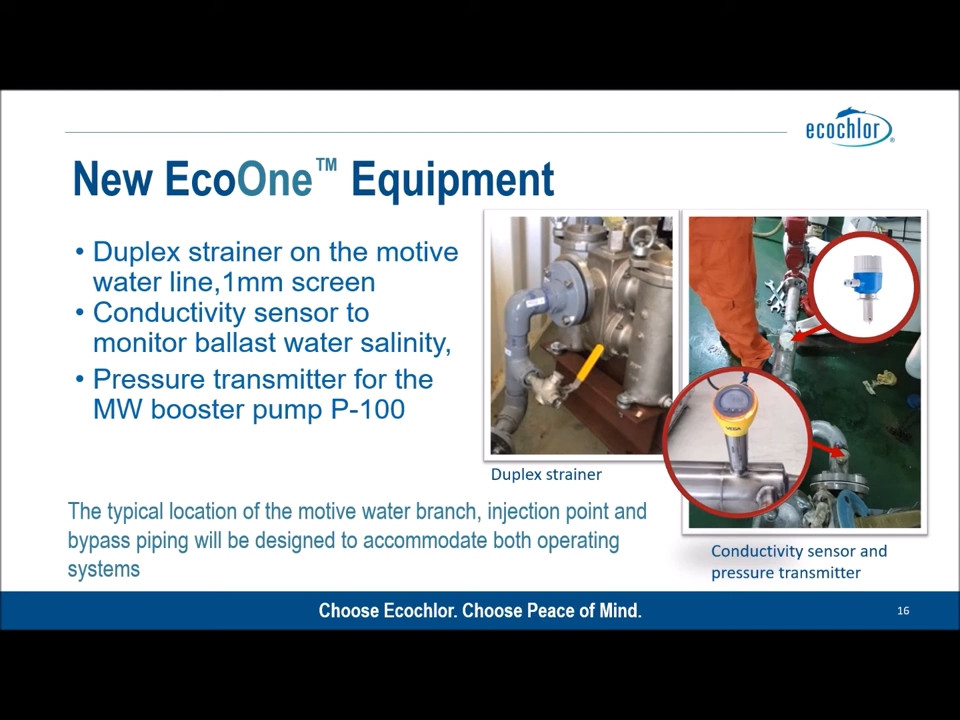 ecochlor®
New EcoOne™ Equipment
• Duplex strainer on the motive
water line,1mm screen
• Conductivity sensor to
monitor ballast water salinity,
• Pressure transmitter for the
MW booster pump P-100
VEGA
Duplex strainer
The typical location of the motive water branch, injection point and
bypass piping will be designed to accommodate both operating
systems
Conductivity sensor and
pressure transmitter
Choose Ecochlor. Choose Peace of Mind.
16